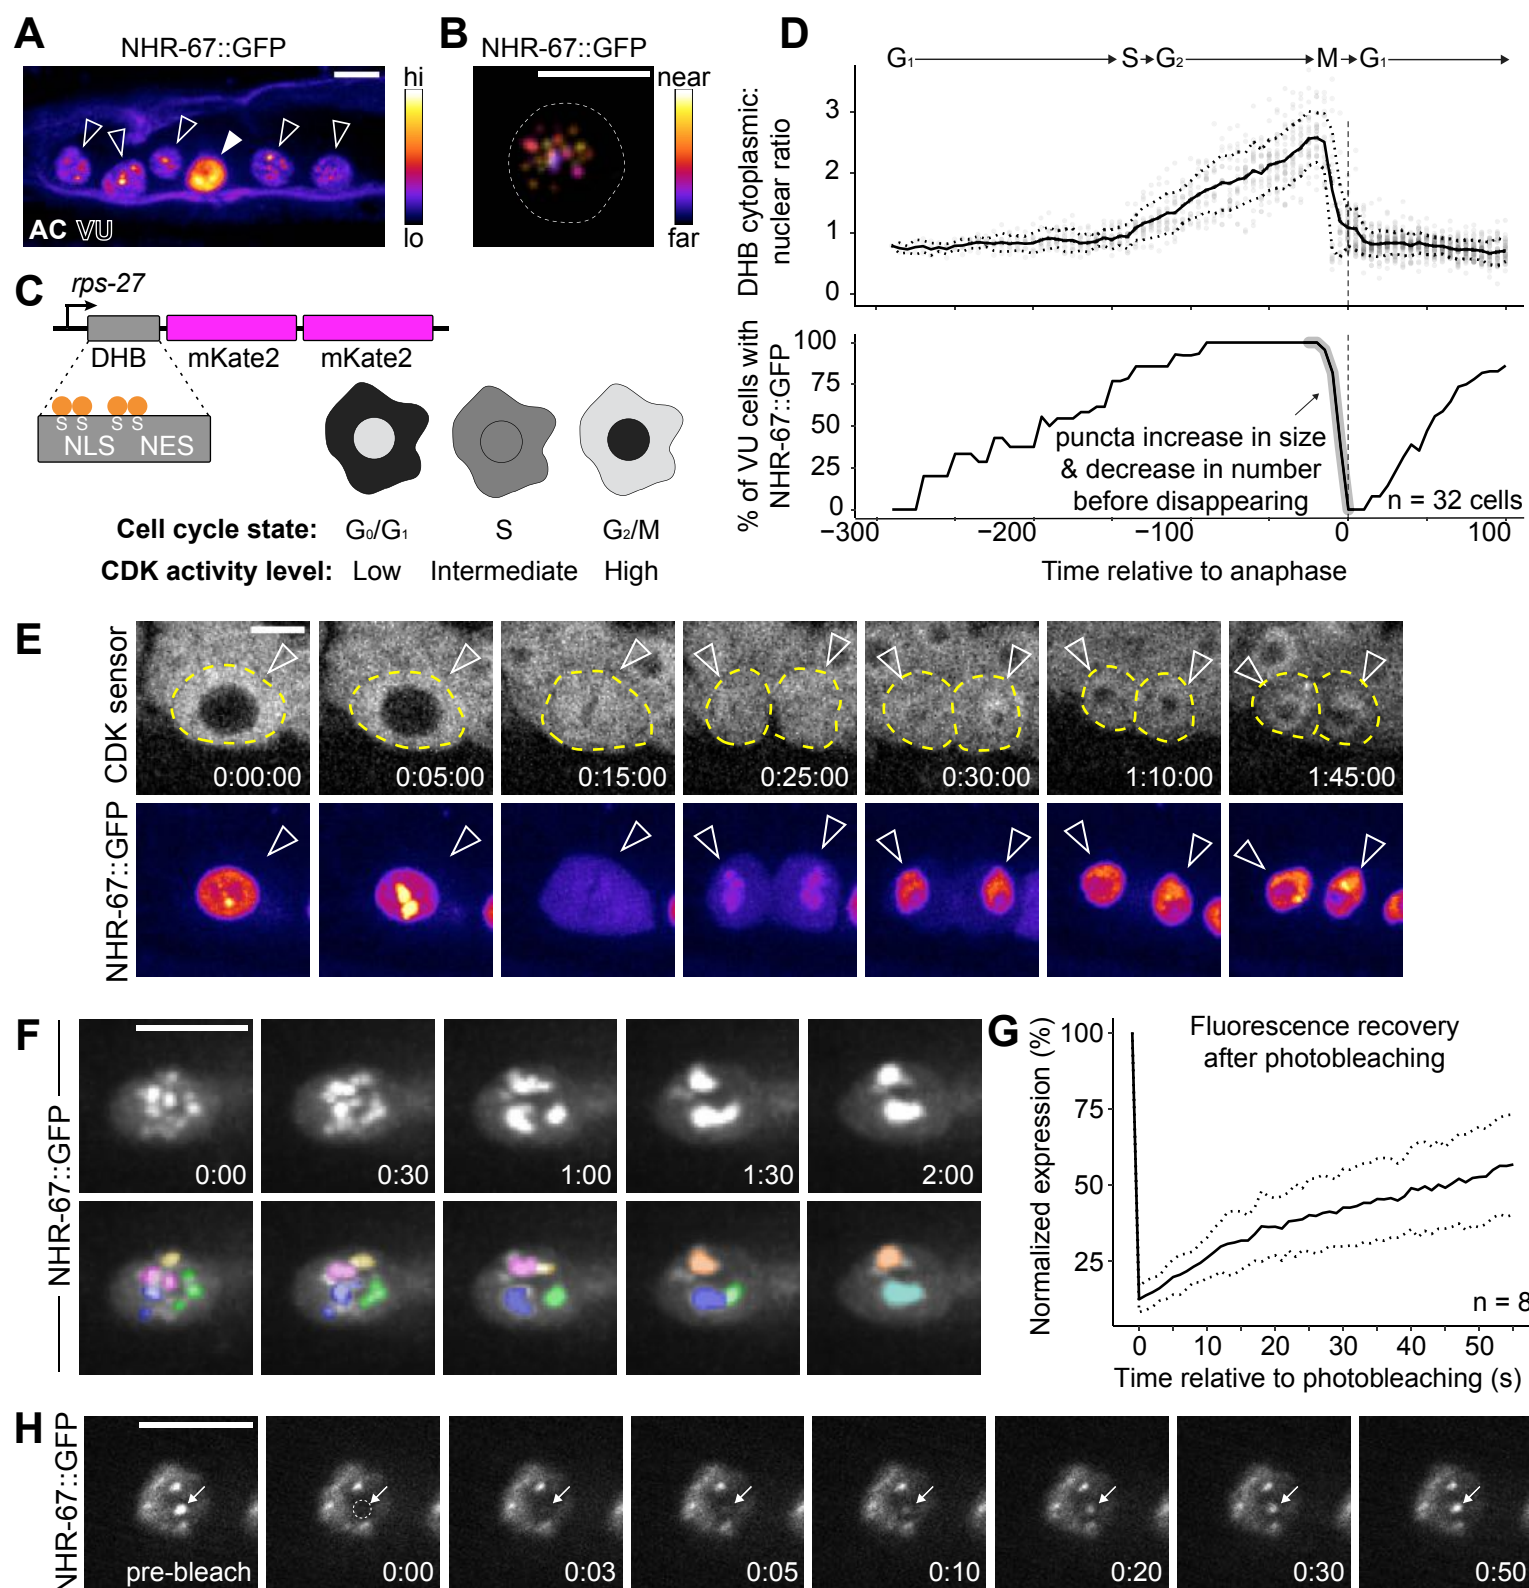 A
NHR-67::GFP
hi
lo
AC VU
B
NHR-67::GFP
near
far
C
rps-27
DHB
mKate2
mKate2
S S S S
NLS NES
Cell cycle state:
G₀/G₁
S
G₂/M
CDK activity level:
Low
Intermediate
High
D
G₁
S
G₂
M
G₁
DHB cytoplasmic:
nuclear ratio
3
2
1
0
% of VU cells with
NHR-67::GFP
100
75
50
25
0
puncta increase in size
& decrease in number
before disappearing
n = 32 cells
−300
−200
−100
0
100
Time relative to anaphase
E
CDK sensor
0:00:00
0:05:00
0:15:00
0:25:00
0:30:00
1:10:00
1:45:00
NHR-67::GFP
F
NHR-67::GFP
0:00
0:30
1:00
1:30
2:00
G
Fluorescence recovery
after photobleaching
Normalized expression (%)
100
75
50
25
n = 8
0
10
20
30
40
50
Time relative to photobleaching (s)
H
NHR-67::GFP
pre-bleach
0:00
0:03
0:05
0:10
0:20
0:30
0:50